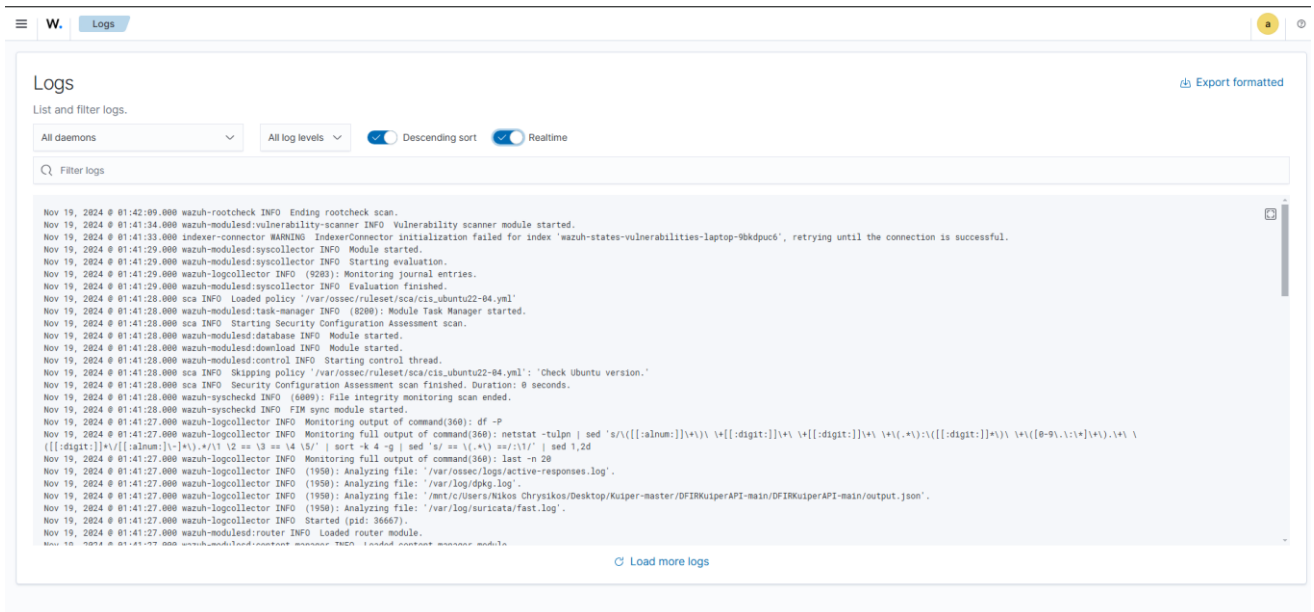 W. Logs a
Logs
Export formatted
List and filter logs.
All daemons All log levels Descending sort Realtime
Filter logs
Nov 19, 2024 @ 01:42:09.000 wazuh-rootcheck INFO Ending rootcheck scan.
Nov 19, 2024 @ 01:41:34.000 wazuh-modulesd:vulnerability-scanner INFO Vulnerability scanner module started.
Nov 19, 2024 @ 01:41:33.000 indexer-connector WARNING IndexerConnector initialization failed for index 'wazuh-states-vulnerabilities-laptop-9bkdpuc6', retrying until the connection is successful.
Nov 19, 2024 @ 01:41:29.000 wazuh-modulesd:syscollector INFO Module started.
Nov 19, 2024 @ 01:41:29.000 wazuh-modulesd:syscollector INFO Starting evaluation.
Nov 19, 2024 @ 01:41:29.000 wazuh-logcollector INFO (9203): Monitoring journal entries.
Nov 19, 2024 @ 01:41:29.000 wazuh-modulesd:syscollector INFO Evaluation finished.
Nov 19, 2024 @ 01:41:28.000 sca INFO Loaded policy '/var/ossec/ruleset/sca/cis_ubuntu22-04.yml'
Nov 19, 2024 @ 01:41:28.000 wazuh-modulesd:task-manager INFO (8200): Module Task Manager started.
Nov 19, 2024 @ 01:41:28.000 sca INFO Starting Security Configuration Assessment scan.
Nov 19, 2024 @ 01:41:28.000 wazuh-modulesd:database INFO Module started.
Nov 19, 2024 @ 01:41:28.000 wazuh-modulesd:download INFO Module started.
Nov 19, 2024 @ 01:41:28.000 wazuh-modulesd:control INFO Starting control thread.
Nov 19, 2024 @ 01:41:28.000 sca INFO Skipping policy '/var/ossec/ruleset/sca/cis_ubuntu22-04.yml': 'Check Ubuntu version.'
Nov 19, 2024 @ 01:41:28.000 sca INFO Security Configuration Assessment scan finished. Duration: 0 seconds.
Nov 19, 2024 @ 01:41:28.000 wazuh-syscheckd INFO (6009): File integrity monitoring scan ended.
Nov 19, 2024 @ 01:41:28.000 wazuh-syscheckd INFO FIM sync module started.
Nov 19, 2024 @ 01:41:27.000 wazuh-logcollector INFO Monitoring output of command(360): df -P
Nov 19, 2024 @ 01:41:27.000 wazuh-logcollector INFO Monitoring full output of command(360): netstat -tulpn | sed 's/\([[:alnum:]]\+\)\ \+[[:digit:]]\+\ \+[[:digit:]]\+\ \+\(.*\):\([[:digit:]]*\)\ \+\([0-9\.\:\*]\+\).\+\ \
([[:digit:]]*\/[[:alnum:]\-]*\).*/\1 \2 == \3 == \4 \5/' | sort -k 4 -g | sed 's/ == \(.*\) ==/:\1/' | sed 1,2d
Nov 19, 2024 @ 01:41:27.000 wazuh-logcollector INFO Monitoring full output of command(360): last -n 20
Nov 19, 2024 @ 01:41:27.000 wazuh-logcollector INFO (1950): Analyzing file: '/var/ossec/logs/active-responses.log'.
Nov 19, 2024 @ 01:41:27.000 wazuh-logcollector INFO (1950): Analyzing file: '/var/log/dpkg.log'.
Nov 19, 2024 @ 01:41:27.000 wazuh-logcollector INFO (1950): Analyzing file: '/mnt/c/Users/Nikos Chrysikos/Desktop/Kuiper-master/DFIRKuiperAPI-main/DFIRKuiperAPI-main/output.json'.
Nov 19, 2024 @ 01:41:27.000 wazuh-logcollector INFO (1950): Analyzing file: '/var/log/suricata/fast.log'.
Nov 19, 2024 @ 01:41:27.000 wazuh-logcollector INFO Started (pid: 36667).
Nov 19, 2024 @ 01:41:27.000 wazuh-modulesd:router INFO Loaded router module.
Nov 19, 2024 @ 01:41:27.000 wazuh-modulesd:content manager INFO Loaded content manager module
Load more logs